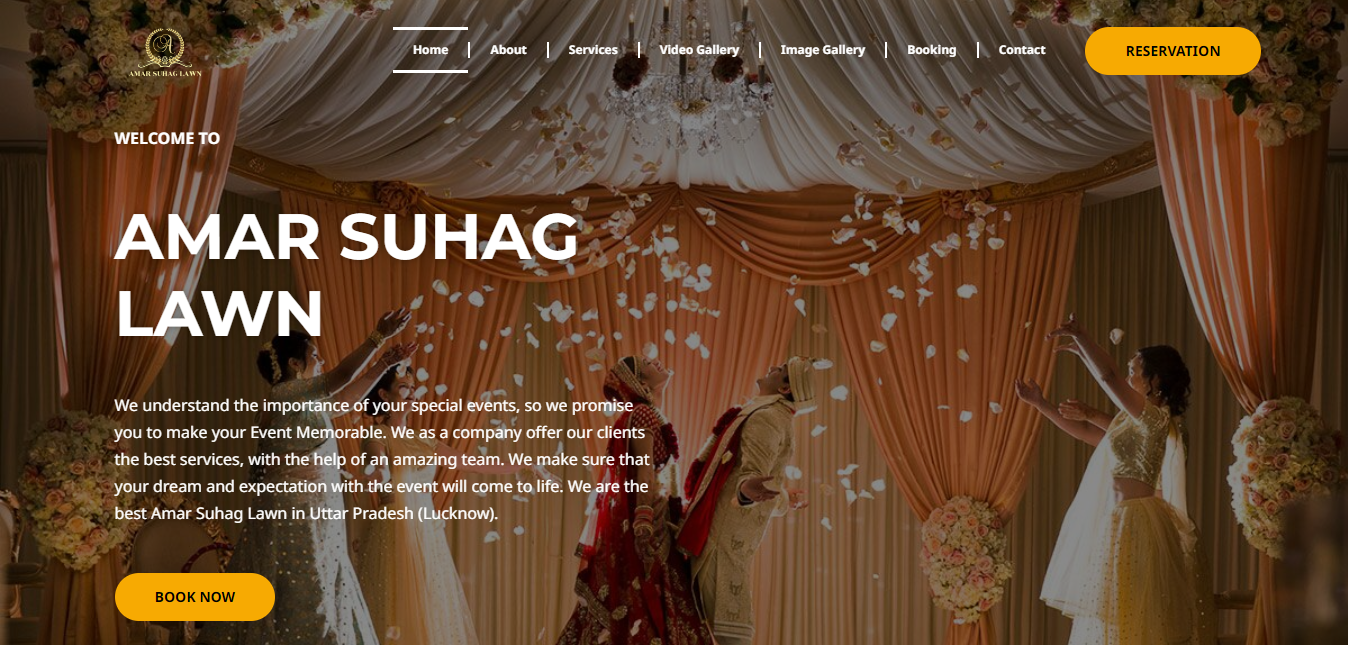 A
AMAR SUHAG LAWN
Home
About
Services
Video Gallery
Image Gallery
Booking
Contact
RESERVATION
WELCOME TO
AMAR SUHAG
LAWN
We understand the importance of your special events, so we promise
you to make your Event Memorable. We as a company offer our clients
the best services, with the help of an amazing team. We make sure that
your dream and expectation with the event will come to life. We are the
best Amar Suhag Lawn in Uttar Pradesh (Lucknow).
BOOK NOW